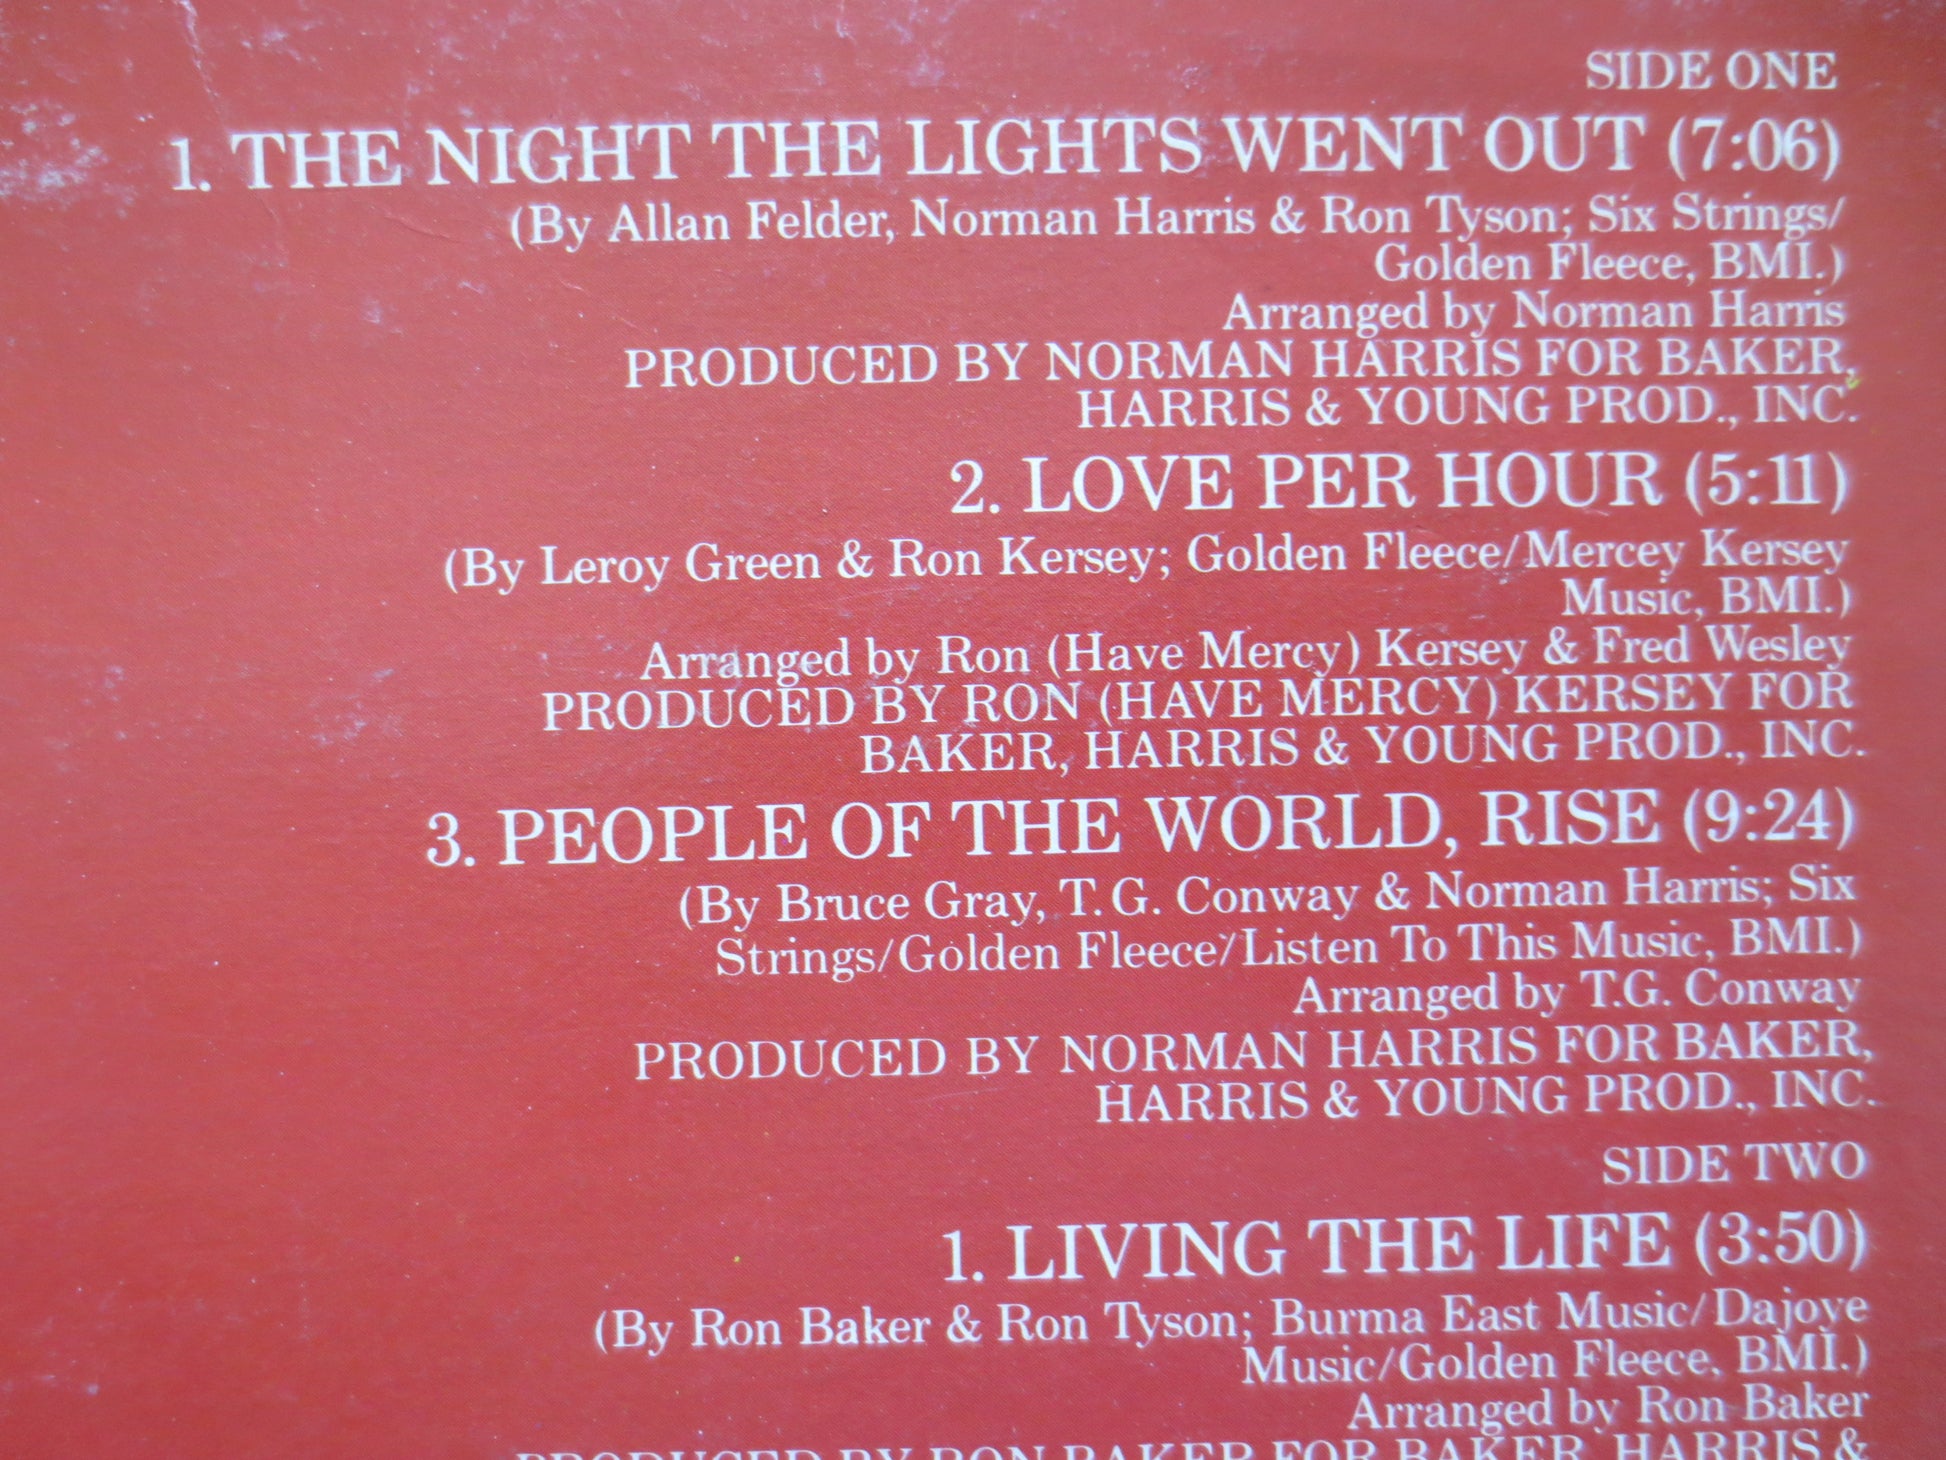 SIDE ONE
1. THE NIGHT THE LIGHTS WENT OUT (7:06)
(By Allan Felder, Norman Harris & Ron Tyson; Six Strings/
Golden Fleece, BMI.)
Arranged by Norman Harris
PRODUCED BY NORMAN HARRIS FOR BAKER,
HARRIS & YOUNG PROD., INC.
2. LOVE PER HOUR (5:11)
(By Leroy Green & Ron Kersey; Golden Fleece/Mercey Kersey
Music, BMI.)
Arranged by Ron (Have Mercy) Kersey & Fred Wesley
PRODUCED BY RON (HAVE MERCY) KERSEY FOR
BAKER, HARRIS & YOUNG PROD., INC.
3. PEOPLE OF THE WORLD, RISE (9:24)
(By Bruce Gray, T.G. Conway & Norman Harris; Six
Strings/Golden Fleece/Listen To This Music, BMI.)
Arranged by T.G. Conway
PRODUCED BY NORMAN HARRIS FOR BAKER,
HARRIS & YOUNG PROD., INC.
SIDE TWO
1. LIVING THE LIFE (3:50)
(By Ron Baker & Ron Tyson; Burma East Music/Dajoye
Music/Golden Fleece, BMI.)
Arranged by Ron Baker
PRODUCED BY RON BAKER FOR BAKER, HARRIS &